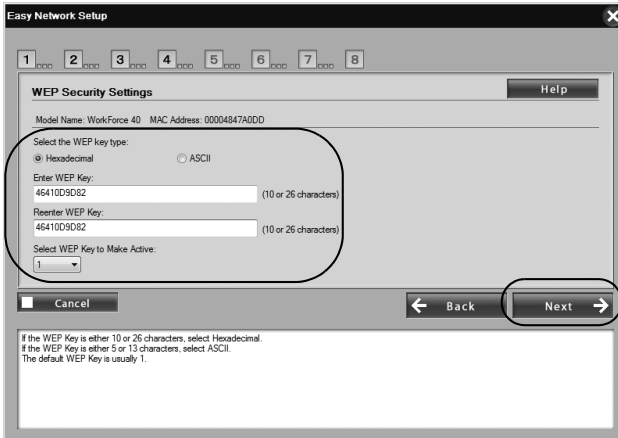 Easy Network Setup
1 2 3 4 5 6 7 8
WEP Security Settings
Help
Model Name: WorkForce 40 MAC Address: 00004847A0DD
Select the WEP key type:
Hexadecimal ASCII
Enter WEP Key:
46410D9D82 (10 or 26 characters)
Reenter WEP Key:
46410D9D82 (10 or 26 characters)
Select WEP Key to Make Active:
1
Cancel Back Next
If the WEP Key is either 10 or 26 characters, select Hexadecimal.
If the WEP Key is either 5 or 13 characters, select ASCII.
The default WEP Key is usually 1.